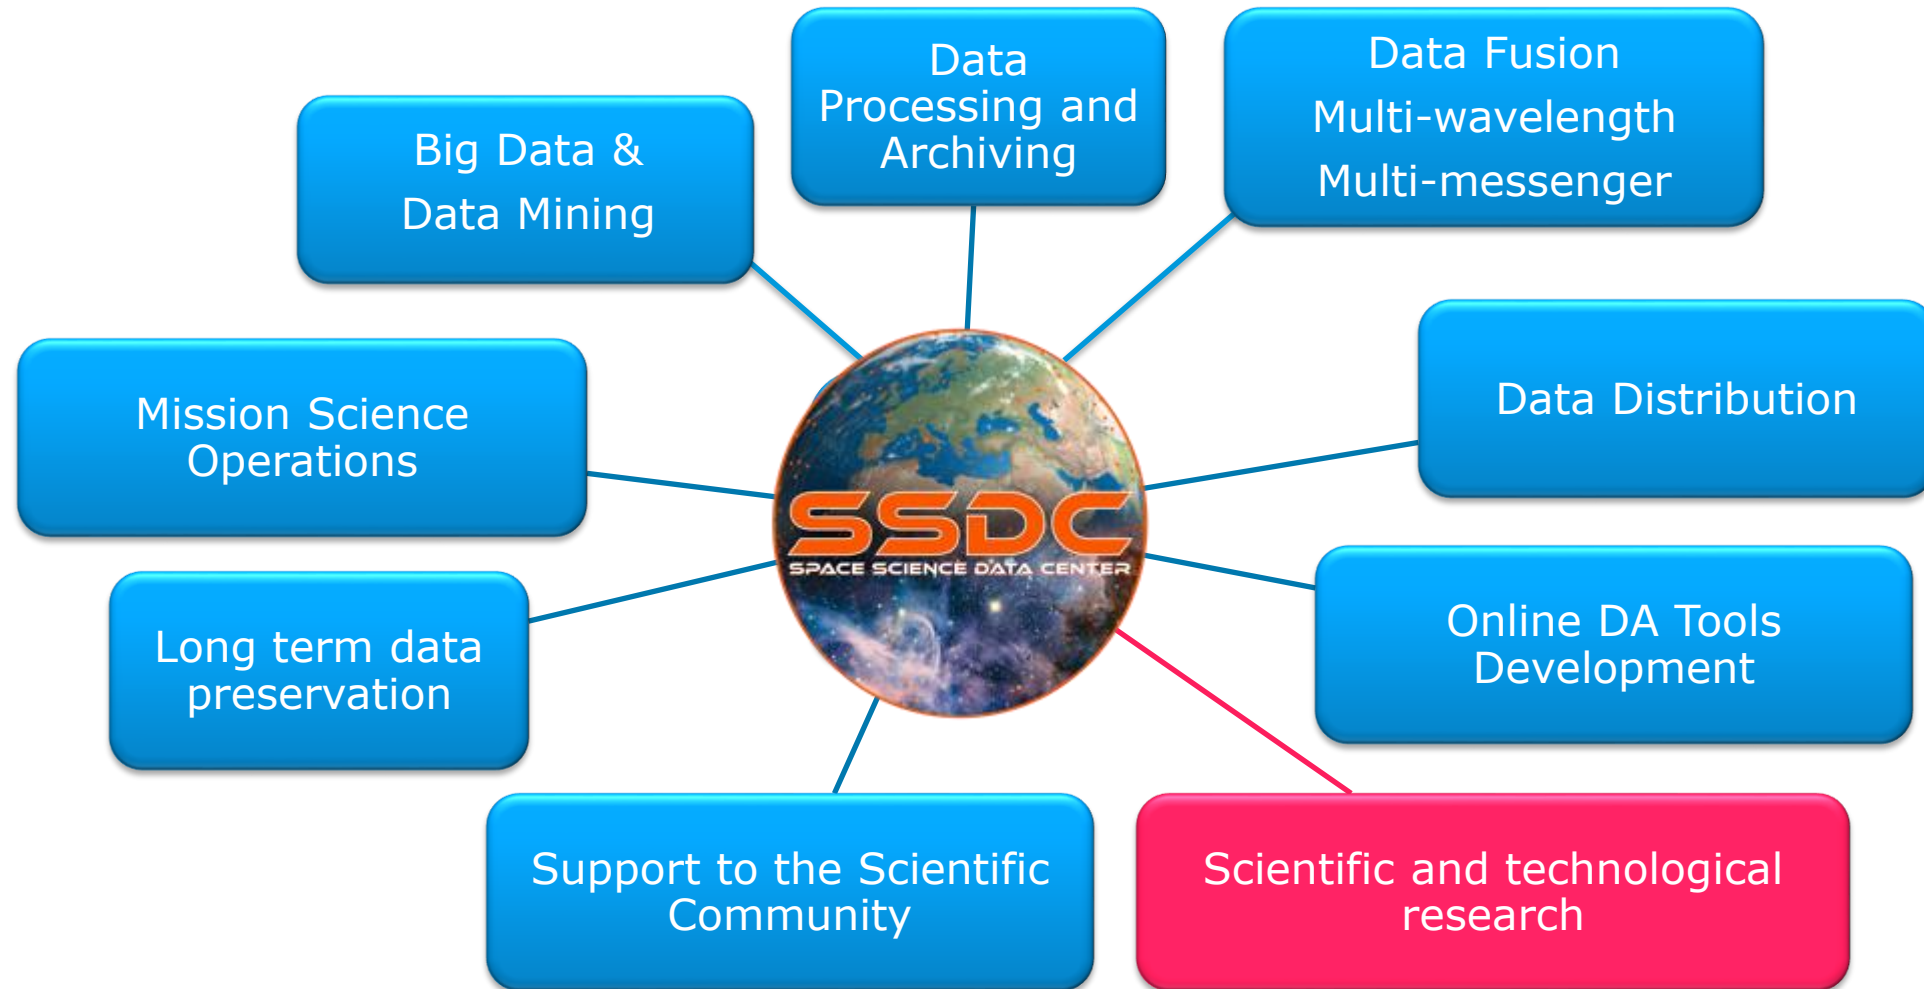 Data
Processing and
Archiving
Data Fusion
Multi-wavelength
Multi-messenger
Big Data &
Data Mining
Mission Science
Operations
Data Distribution
SSDC
SPACE SCIENCE DATA CENTER
Long term data
preservation
Online DA Tools
Development
Support to the Scientific
Community
Scientific and technological
research